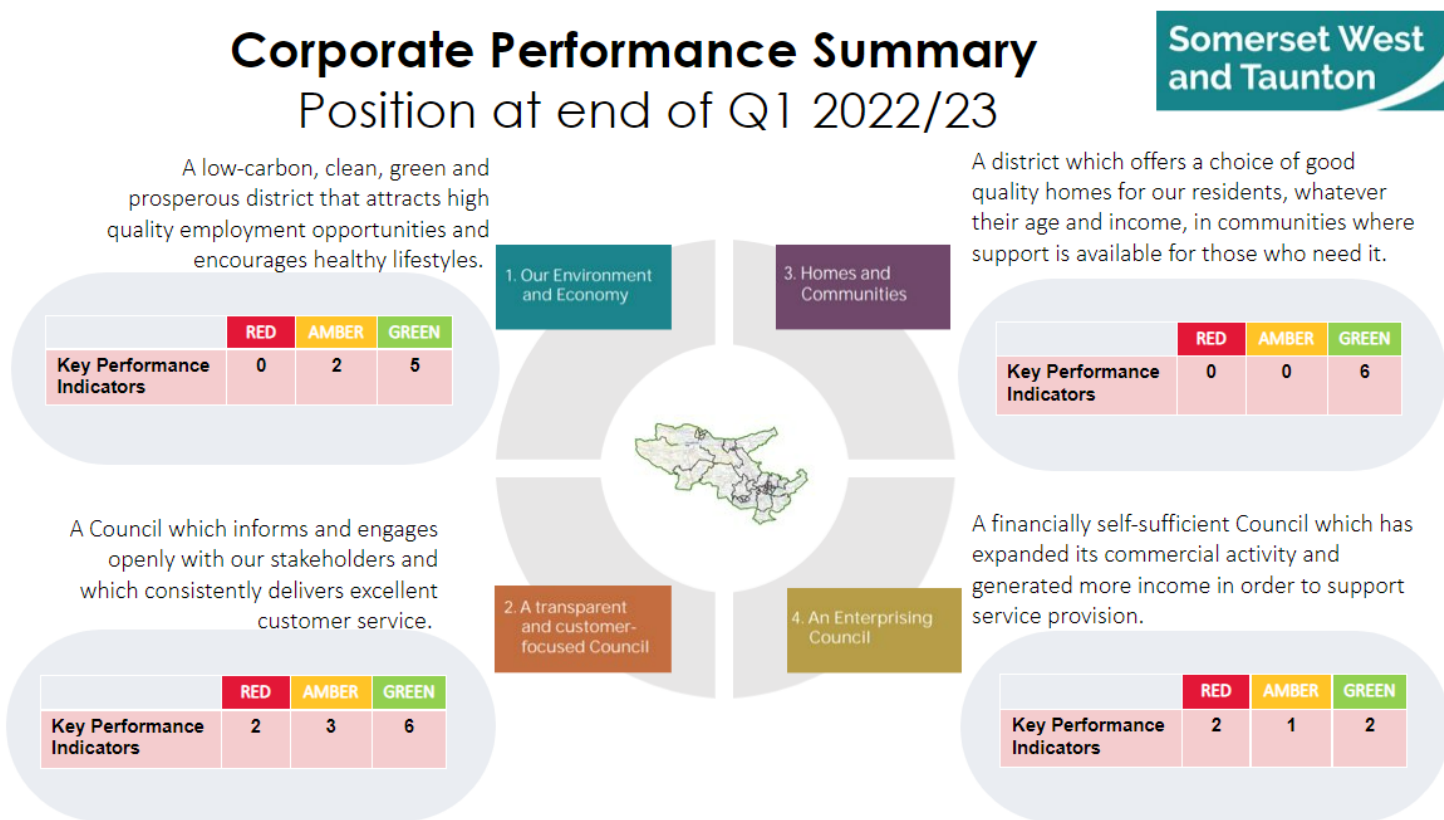 Corporate Performance Summary
Position at end of Q1 2022/23
Somerset West
and Taunton
A low-carbon, clean, green and
prosperous district that attracts high
quality employment opportunities and
encourages healthy lifestyles.
1. Our Environment
and Economy
RED AMBER GREEN
Key Performance 0 2 5
Indicators
A district which offers a choice of good
quality homes for our residents, whatever
their age and income, in communities where
support is available for those who need it.
3. Homes and
Communities
RED AMBER GREEN
Key Performance 0 0 6
Indicators
A Council which informs and engages
openly with our stakeholders and
which consistently delivers excellent
customer service.
2. A transparent
and customer-
focused Council
RED AMBER GREEN
Key Performance 2 3 6
Indicators
A financially self-sufficient Council which has
expanded its commercial activity and
generated more income in order to support
service provision.
4. An Enterprising
Council
RED AMBER GREEN
Key Performance 2 1 2
Indicators